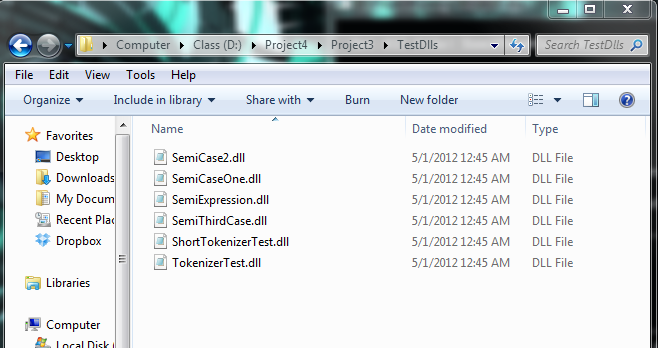 Computer Class (D:) Project4 Project3 TestDlls Search TestDlls
File Edit View Tools Help
Organize Include in library Share with Burn New folder
Name Date modified Type
Favorites
Desktop
Downloads
My Docum
Recent Plac
Dropbox
Libraries
Computer
Local Disk (
SemiCase2.dll 5/1/2012 12:45 AM DLL File
SemiCaseOne.dll 5/1/2012 12:45 AM DLL File
SemiExpression.dll 5/1/2012 12:45 AM DLL File
SemiThirdCase.dll 5/1/2012 12:45 AM DLL File
ShortTokenizerTest.dll 5/1/2012 12:45 AM DLL File
TokenizerTest.dll 5/1/2012 12:45 AM DLL File